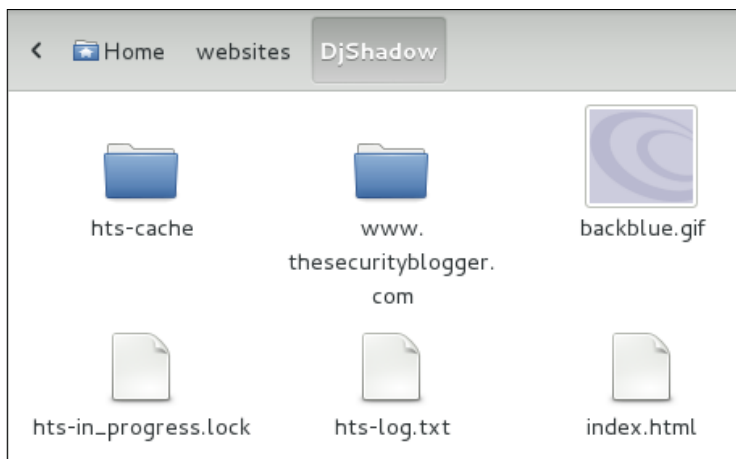 Home websites DjShadow
hts-cache
www.
thesecurityblogger.
com
backblue.gif
hts-in_progress.lock
hts-log.txt
index.html